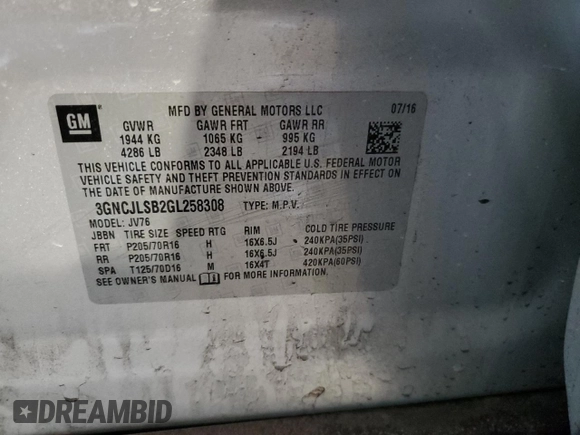 GM
MFD BY GENERAL MOTORS LLC 07/16
GVWR GAWR FRT GAWR RR
1944 KG 1065 KG - 995 KG
4286 LB 2348 LB 2194 LB
THIS VEHICLE CONFORMS TO ALL APPLICABLE U.S. FEDERAL MOTOR
VEHICLE SAFETY AND THEFT PREVENTION STANDARDS IN EFFECT ON
THE DATE OF MANUFACTURE SHOWN ABOVE.
3GNCJLSB2GL258308 TYPE: M.P.V.
MODEL: JV76
JBBN TIRE SIZE SPEED RTG RIM COLD TIRE PRESSURE
FRT P205/70R16 H 16X6.5J 240KPA(35PSI)
RR P205/70R16 H 16X6.5J 240KPA(35PSI)
SPA T125/70D16 M 16X4T 420KPA(60PSI)
SEE OWNER'S MANUAL FOR MORE INFORMATION.
DREAMBID